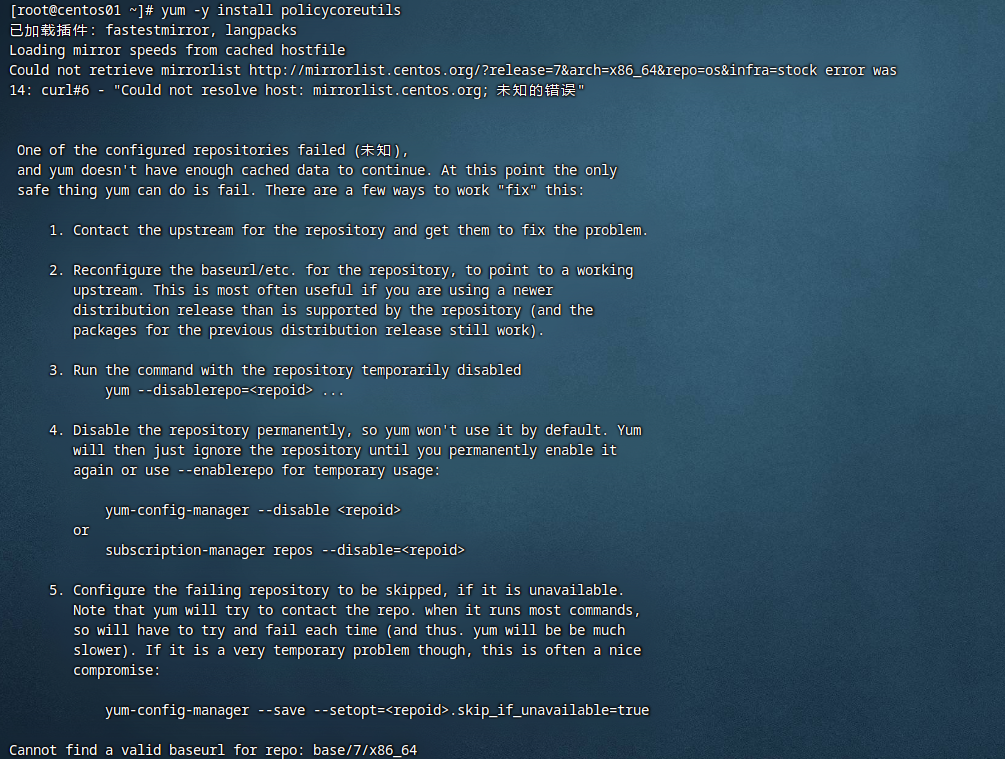 [root@centos01 ~]# yum -y install policycoreutils
已加载插件：fastestmirror, langpacks
Loading mirror speeds from cached hostfile
Could not retrieve mirrorlist http://mirrorlist.centos.org/?release=7&arch=x86_64&repo=os&infra=stock error was
14: curl#6 - "Could not resolve host: mirrorlist.centos.org; 未知的错误"
One of the configured repositories failed (未知),
and yum doesn't have enough cached data to continue. At this point the only
safe thing yum can do is fail. There are a few ways to work "fix" this:
1. Contact the upstream for the repository and get them to fix the problem.
2. Reconfigure the baseurl/etc. for the repository, to point to a working
upstream. This is most often useful if you are using a newer
distribution release than is supported by the repository (and the
packages for the previous distribution release still work).
3. Run the command with the repository temporarily disabled
yum --disablerepo=<repoid> ...
4. Disable the repository permanently, so yum won't use it by default. Yum
will then just ignore the repository until you permanently enable it
again or use --enablerepo for temporary usage:
yum-config-manager --disable <repoid>
or
subscription-manager repos --disable=<repoid>
5. Configure the failing repository to be skipped, if it is unavailable.
Note that yum will try to contact the repo. when it runs most commands,
so will have to try and fail each time (and thus. yum will be be much
slower). If it is a very temporary problem though, this is often a nice
compromise:
yum-config-manager --save --setopt=<repoid>.skip_if_unavailable=true
Cannot find a valid baseurl for repo: base/7/x86_64